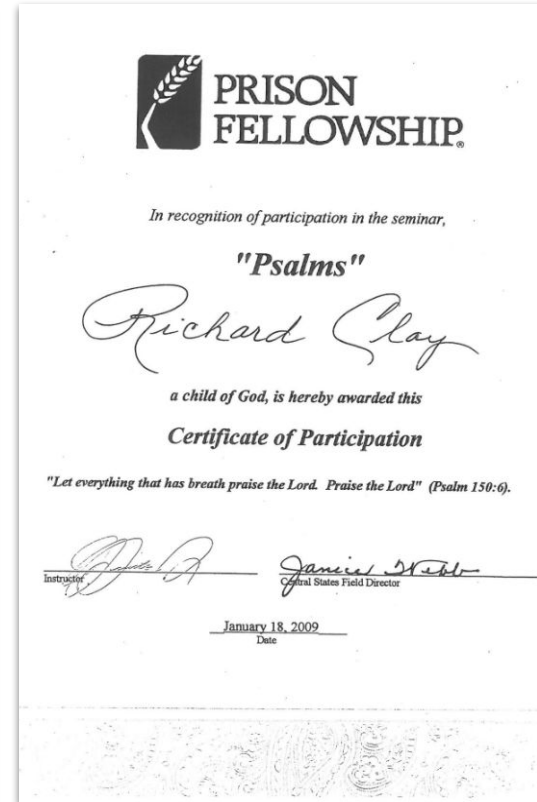 PRISON
FELLOWSHIP®
In recognition of participation in the seminar,
"Psalms"
Richard Clay
a child of God, is hereby awarded this
Certificate of Participation
"Let everything that has breath praise the Lord. Praise the Lord" (Psalm 150:6).
Janice Webb
Instructor
Central States Field Director
January 18, 2009
Date